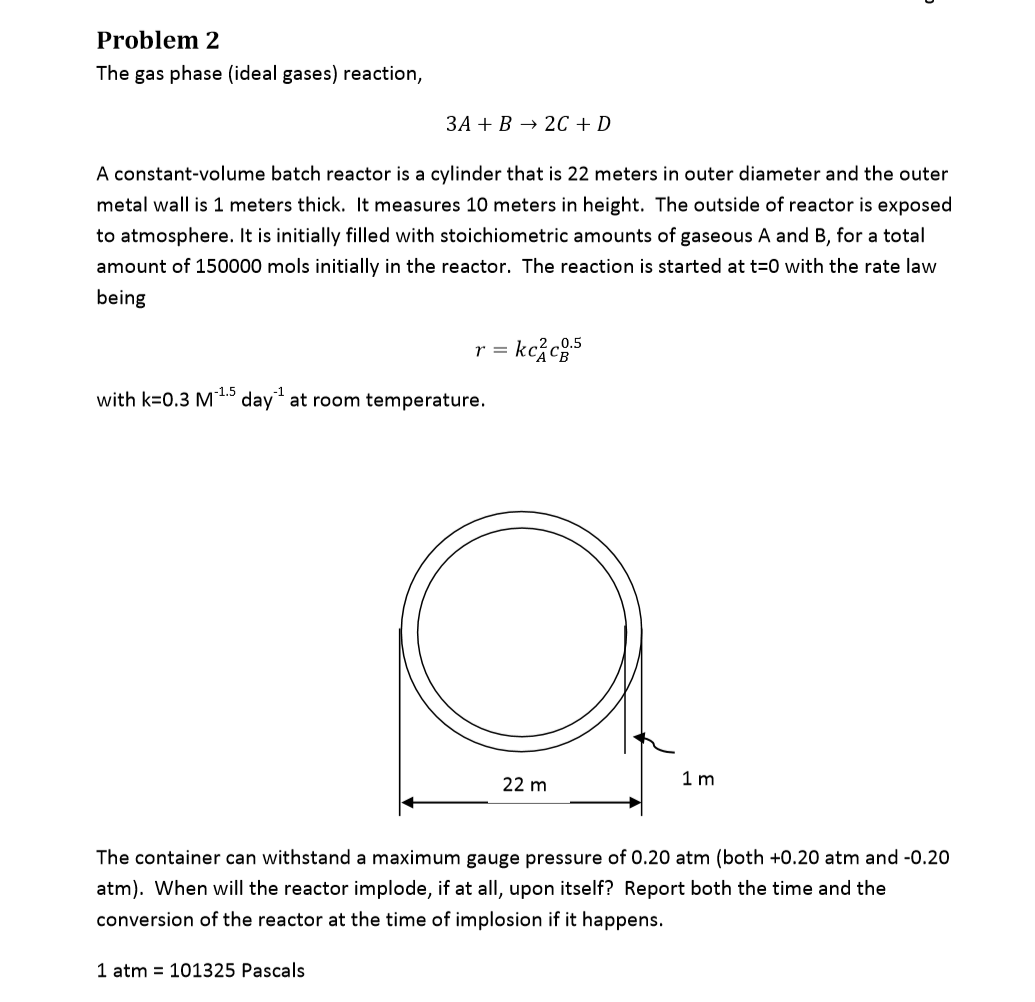 Problem 2
The gas phase (ideal gases) reaction,
3A + B → 2C + D
A constant-volume batch reactor is a cylinder that is 22 meters in outer diameter and the outer
metal wall is 1 meters thick. It measures 10 meters in height. The outside of reactor is exposed
to atmosphere. It is initially filled with stoichiometric amounts of gaseous A and B, for a total
amount of 150000 mols initially in the reactor. The reaction is started at t=0 with the rate law
being
r = kc_A^2 c_B^0.5
with k=0.3 M^-1.5 day^-1 at room temperature.
22 m
1 m
The container can withstand a maximum gauge pressure of 0.20 atm (both +0.20 atm and -0.20
atm). When will the reactor implode, if at all, upon itself? Report both the time and the
conversion of the reactor at the time of implosion if it happens.
1 atm = 101325 Pascals